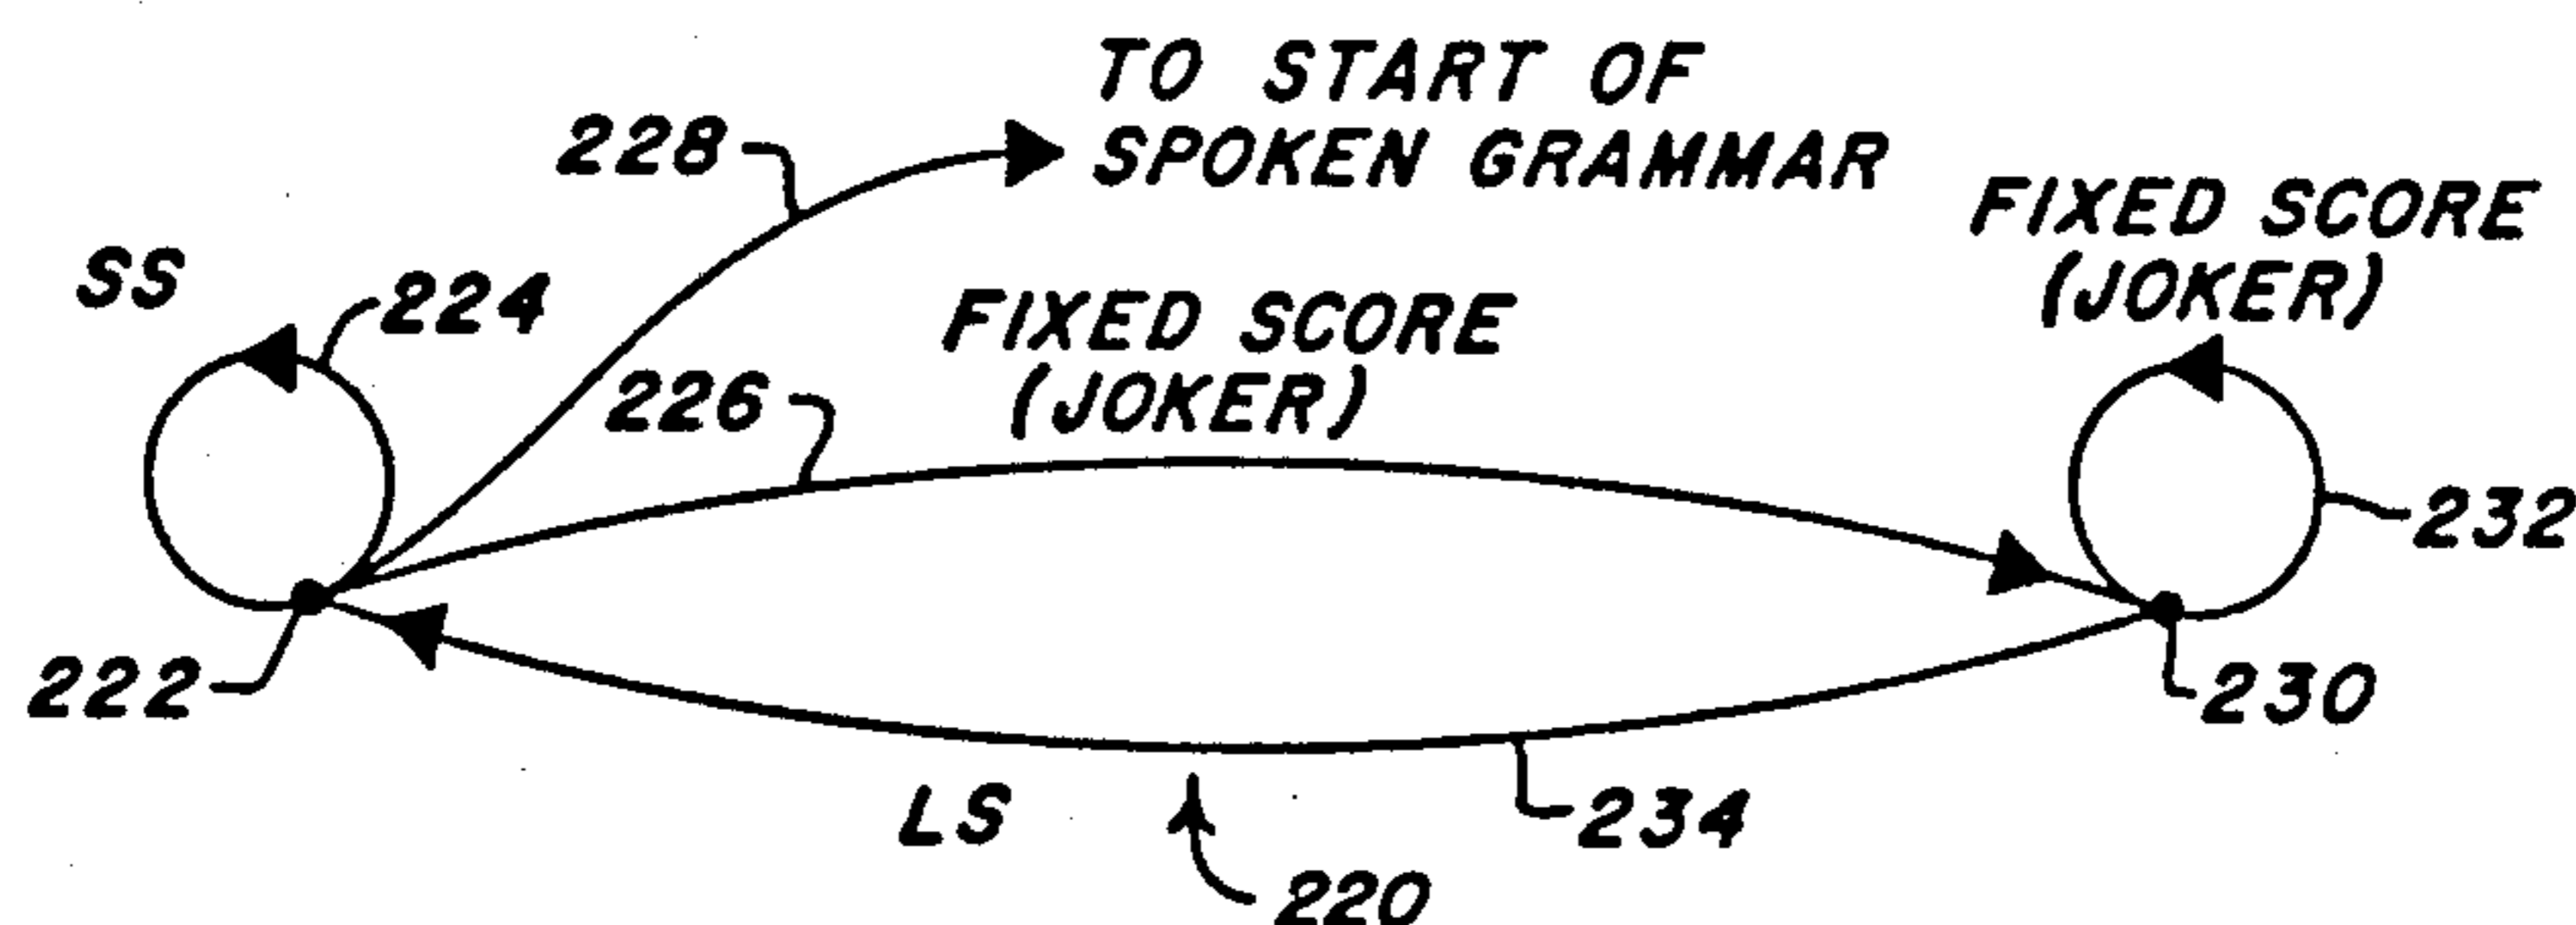 TO START OF
SPOKEN GRAMMAR
228
FIXED SCORE
(JOKER)
SS
224
FIXED SCORE
(JOKER)
226
232
222
230
LS
234
220